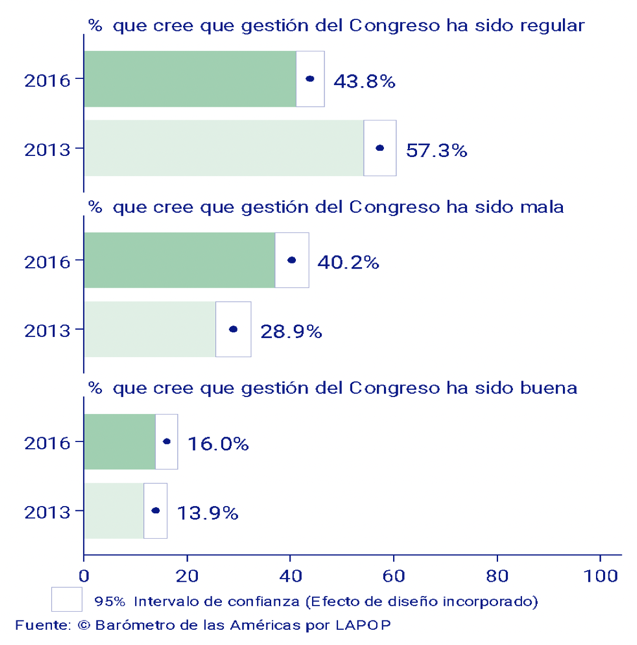 % que cree que gestión del Congreso ha sido regular
2016 43.8%
2013 57.3%
% que cree que gestión del Congreso ha sido mala
2016 40.2%
2013 28.9%
% que cree que gestión del Congreso ha sido buena
2016 16.0%
2013 13.9%
0 20 40 60 80 100
95% Intervalo de confianza (Efecto de diseño incorporado)
Fuente: © Barómetro de las Américas por LAPOP